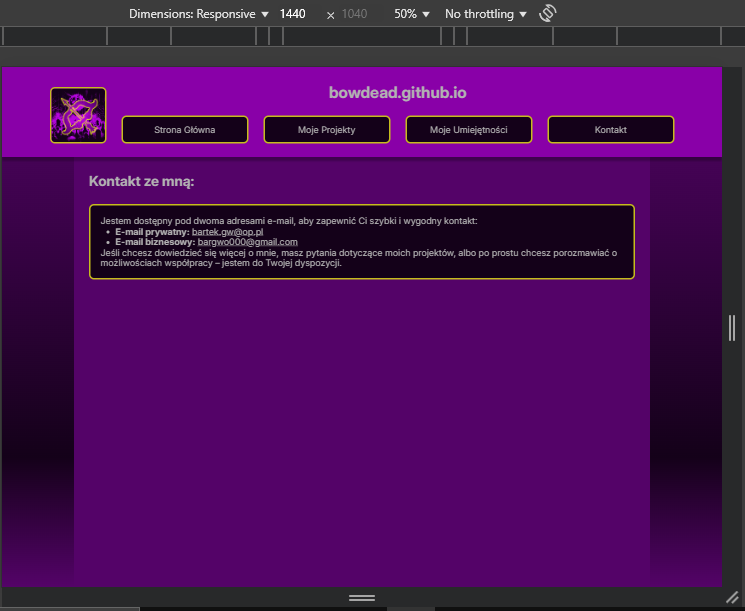 Dimensions: Responsive ▼ 1440 × 1040 50% ▼ No throttling ▼
bowdead.github.io
Strona Główna Moje Projekty Moje Umiejętności Kontakt
Kontakt ze mną:
Jestem dostępny pod dwoma adresami e-mail, aby zapewnić Ci szybki i wygodny kontakt:
• E-mail prywatny: bartek.gw@op.pl
• E-mail biznesowy: bargwo000@gmail.com
Jeśli chcesz dowiedzieć się więcej o mnie, masz pytania dotyczące moich projektów, albo po prostu chcesz porozmawiać o
możliwościach współpracy – jestem do Twojej dyspozycji.